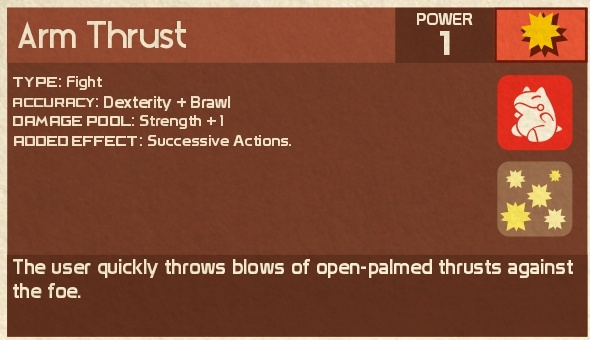 Arm Thrust
POWER
1
TYPE: Fight
ACCURACY: Dexterity + Brawl
DAMAGE POOL: Strength +1
ADDED EFFECT: Successive Actions.
The user quickly throws blows of open-palmed thrusts against
the foe.